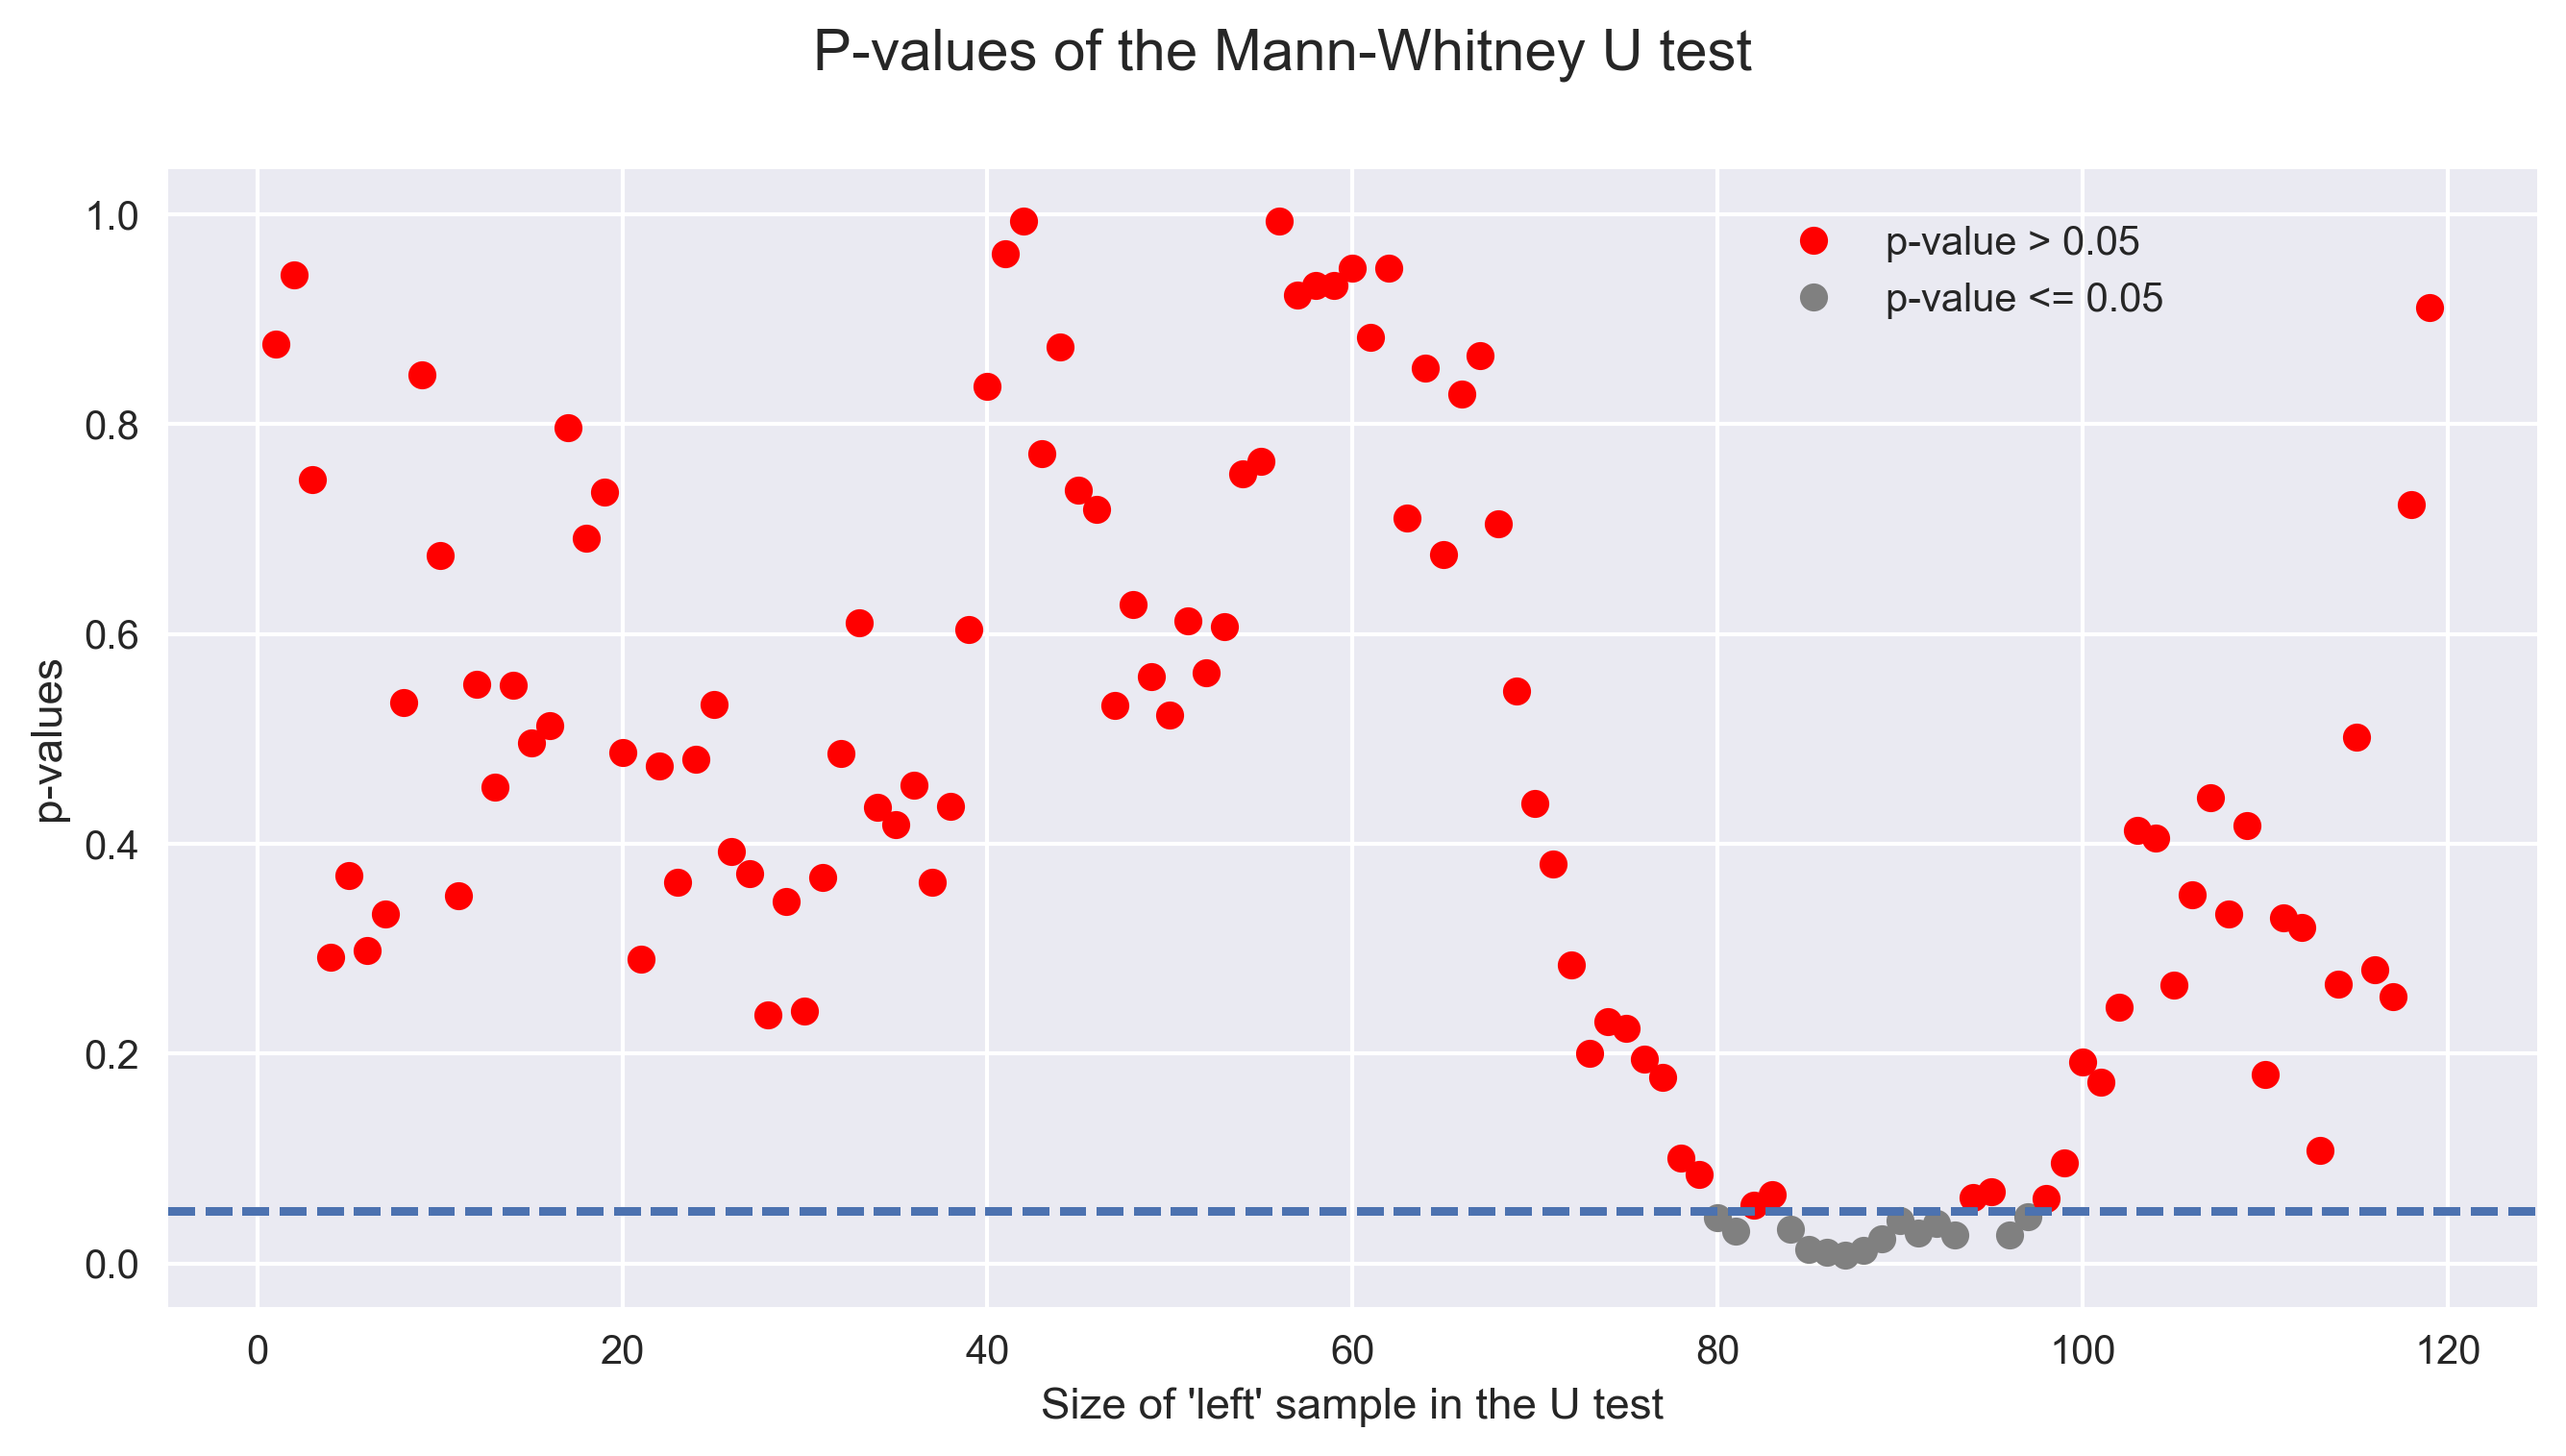 P-values of the Mann-Whitney U test
p-value > 0.05
p-value <= 0.05
1.0
0.8
0.6
0.4
0.2
0.0
p-values
0 20 40 60 80 100 120
Size of 'left' sample in the U test